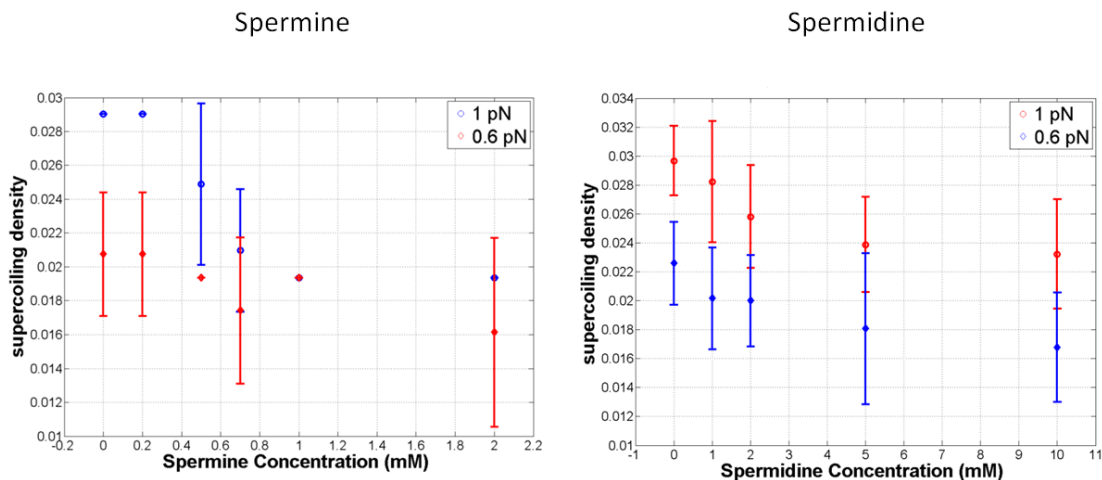 Spermine
Spermidine
0.03
0.028
0.026
0.024
0.022
0.02
0.018
0.016
0.014
0.012
0.01
-0.2 0 0.2 0.4 0.6 0.8 1 1.2 1.4 1.6 1.8 2 2.2
supercoiling density
Spermine Concentration (mM)
1 pN
0.6 pN
0.034
0.032
0.03
0.028
0.026
0.024
0.022
0.02
0.018
0.016
0.014
0.012
0.01
-1 0 1 2 3 4 5 6 7 8 9 10 11
supercoiling density
Spermidine Concentration (mM)
1 pN
0.6 pN